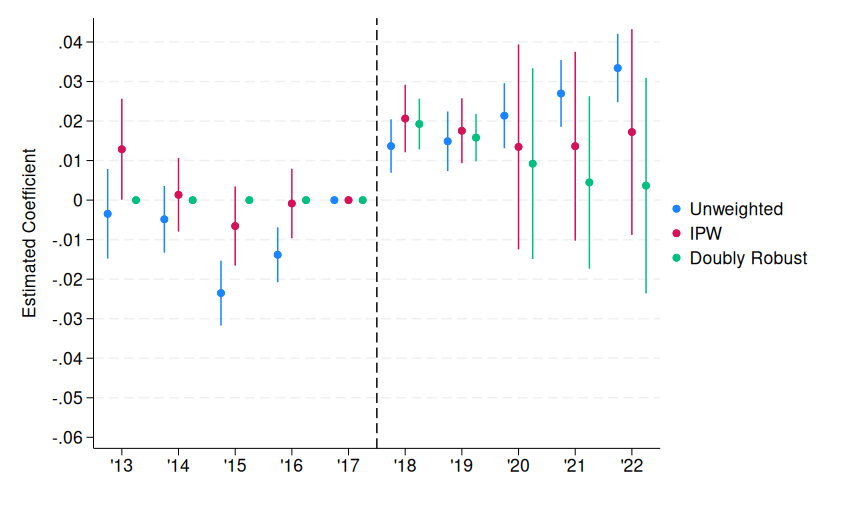 Estimated Coefficient
.04
.03
.02
.01
0
-.01
-.02
-.03
-.04
-.05
-.06
'13 '14 '15 '16 '17 '18 '19 '20 '21 '22
Unweighted
IPW
Doubly Robust